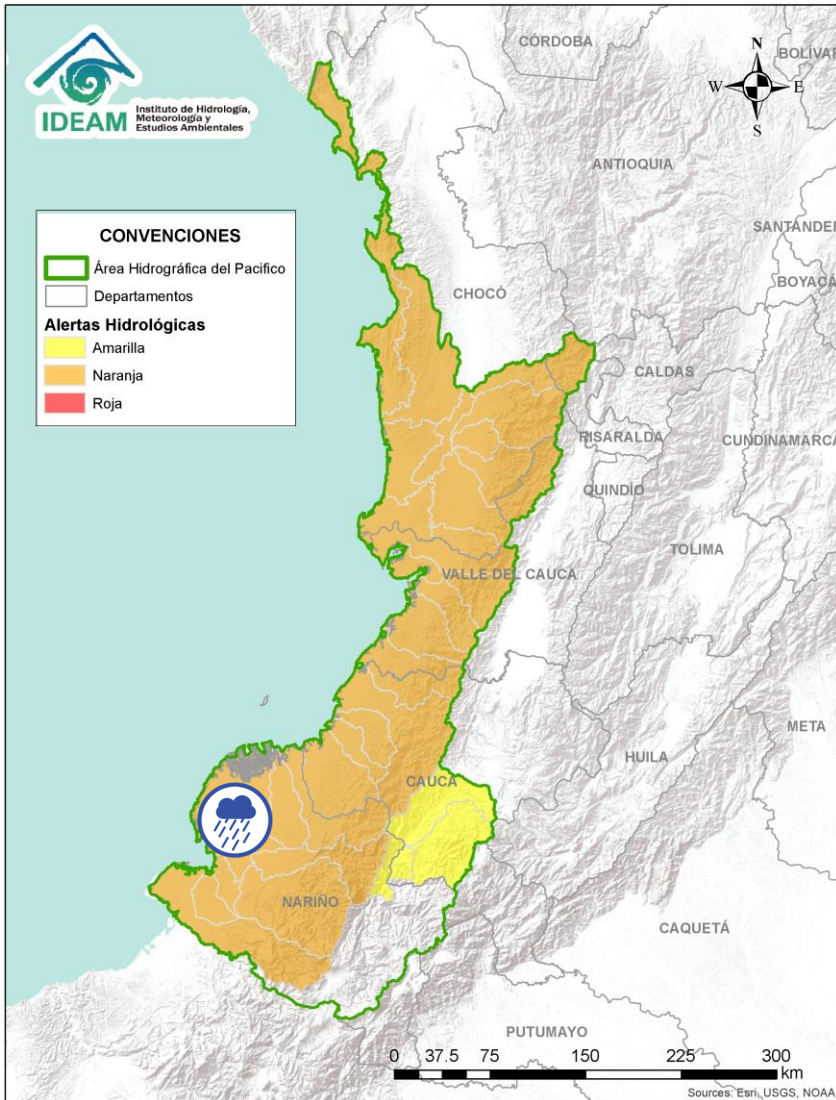 IDEAM
Instituto de Hidrología,
Meteorología y
Estudios Ambientales
CÓRDOBA
BOLÍVAR
N
W
E
S
ANTIOQUIA
CONVENCIONES
Área Hidrográfica del Pacifico
Departamentos
Alertas Hidrológicas
Amarilla
Naranja
Roja
SANTANDER
BOYACÁ
CHOCÓ
CALDAS
RISARALDA
CUNDINAMARCA
QUINDÍO
TOLIMA
VALLE DEL CAUCA
META
HUILA
CAUCA
NARIÑO
CAQUETÁ
PUTUMAYO
0 37.5 75 150 225 300
km
Sources: Esri, USGS, NOAA